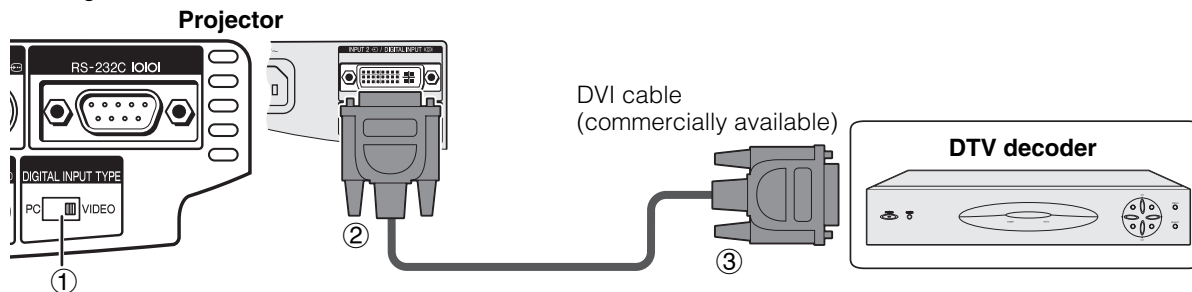 Projector
RS-232C IOIOI
INPUT 2 / DIGITAL INPUT
DVI cable
(commercially available)
DTV decoder
DIGITAL INPUT TYPE
PC VIDEO
①
②
③